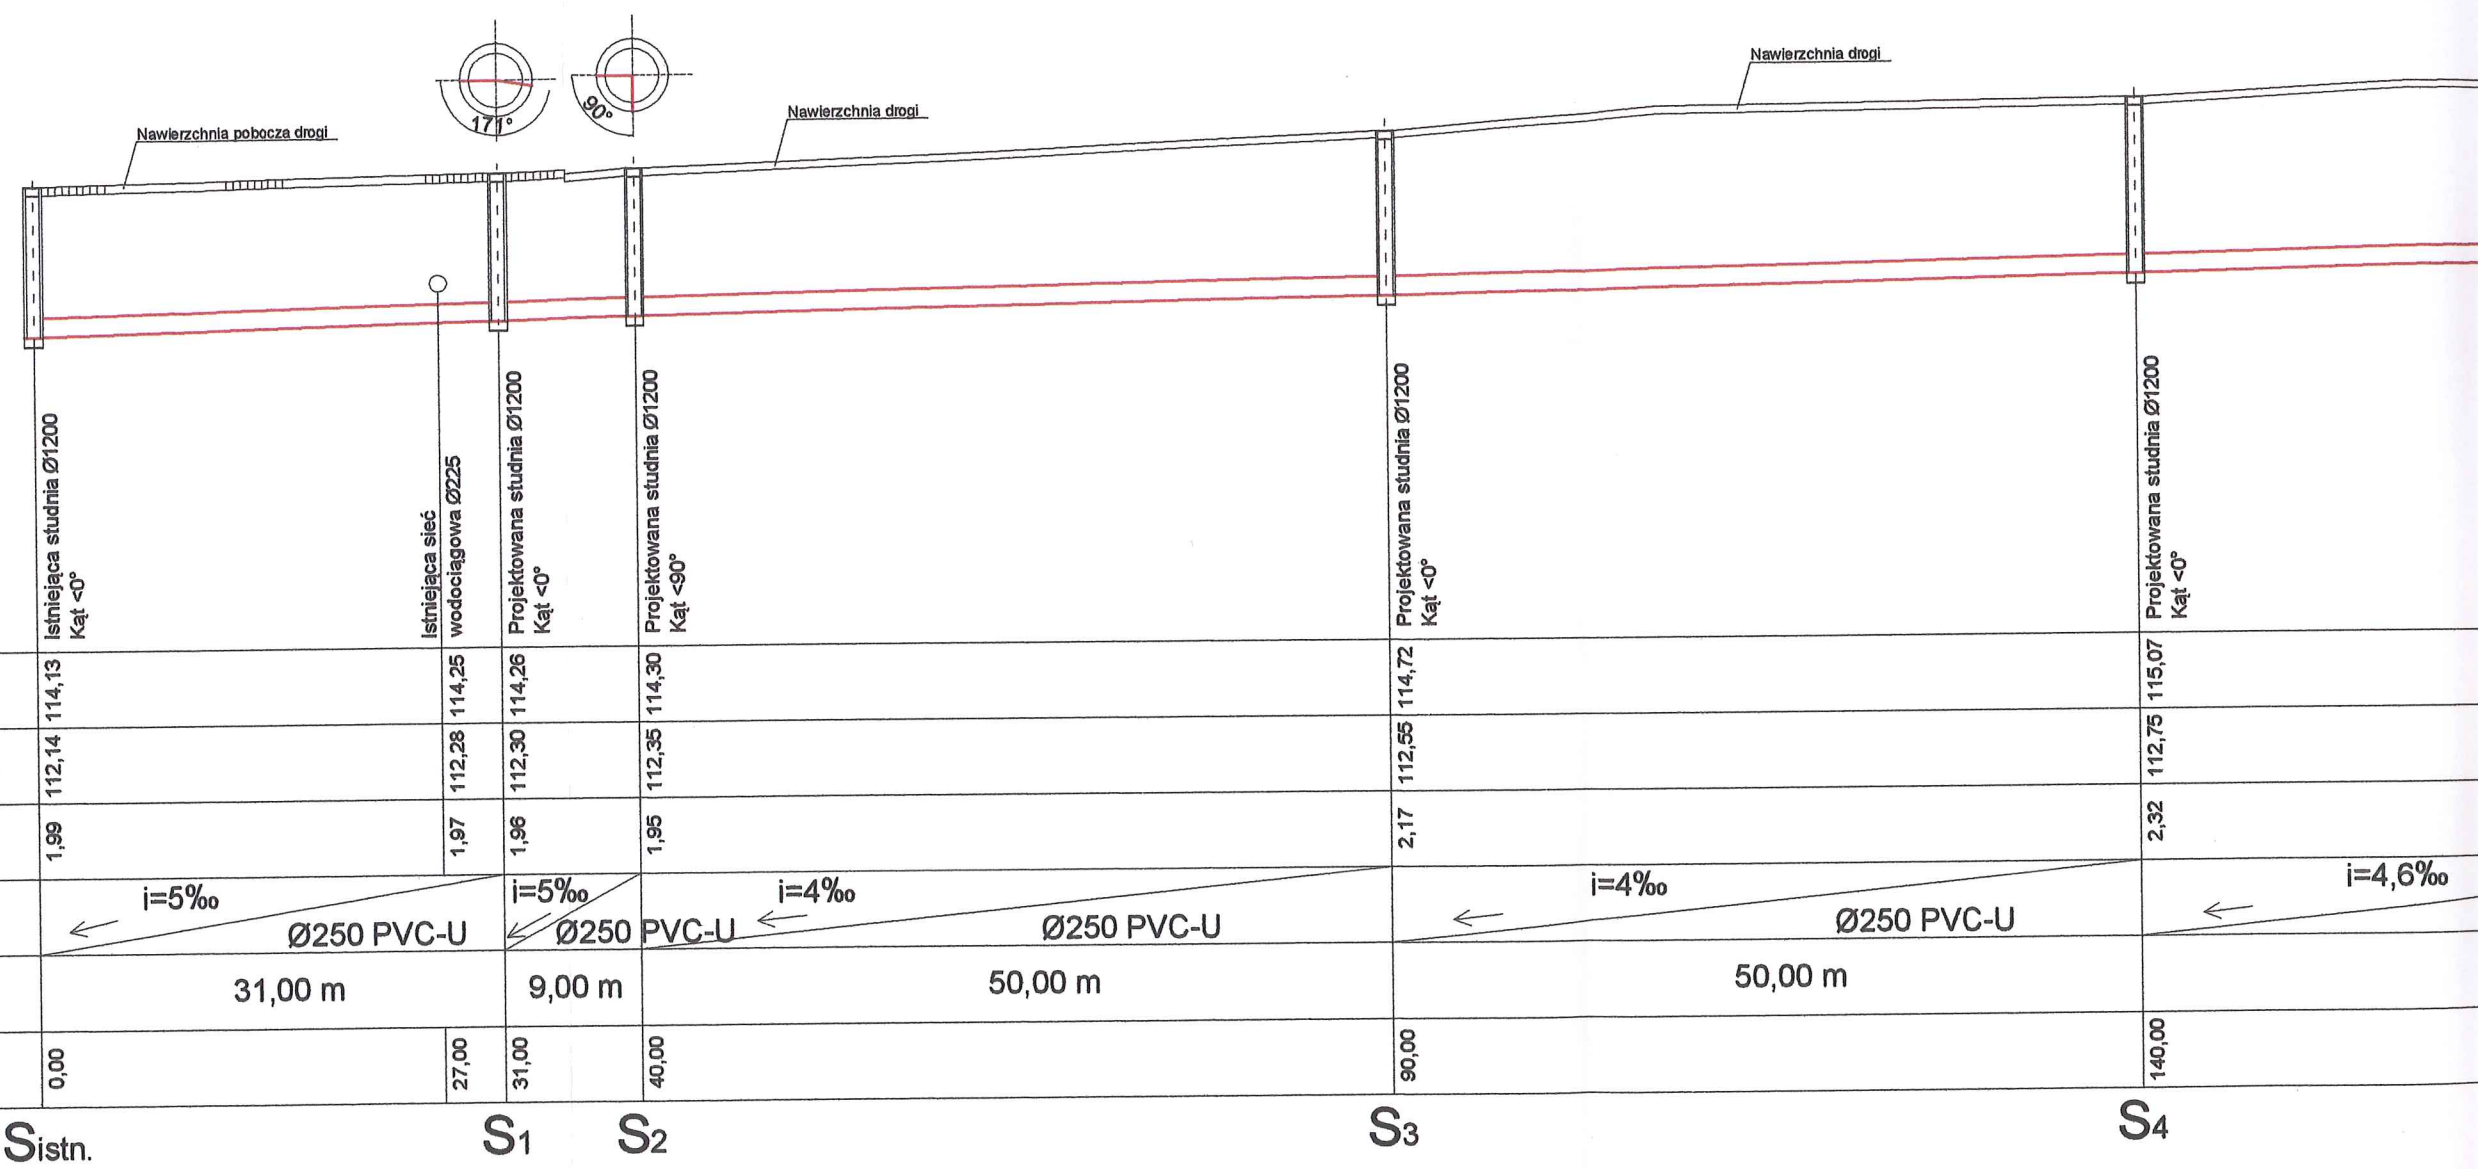 Nawierzchnia drogi
171°
90°
Nawierzchnia drogi
Nawierzchnia pobocza drogi
Istniejąca studnia Ø1200
Kąt <0°
Istniejąca sieć
wodociągowa Ø225
Projektowana studnia Ø1200
Kąt <0°
Projektowana studnia Ø1200
Kąt <90°
Projektowana studnia Ø1200
Kąt <0°
Projektowana studnia Ø1200
Kąt <0°
114,13 114,25 114,26 114,30 114,72 115,07
112,14 112,28 112,30 112,35 112,55 112,75
1,99 1,97 1,96 1,95 2,17 2,32
i=5‰ i=5‰ i=4‰ i=4‰ i=4,6‰
Ø250 PVC-U Ø250 PVC-U Ø250 PVC-U Ø250 PVC-U
31,00 m 9,00 m 50,00 m 50,00 m
0,00 27,00 31,00 40,00 90,00 140,00
Sistn. S1 S2 S3 S4